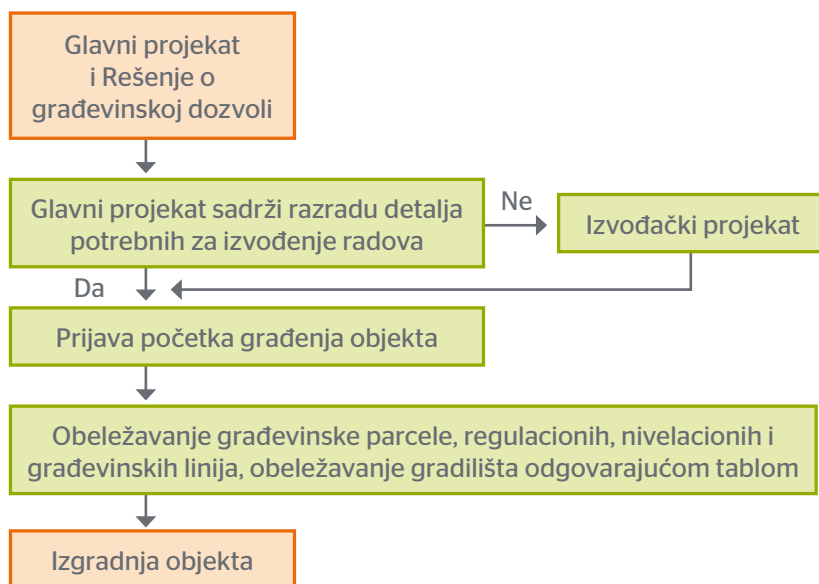 Glavni projekat
i Rešenje o
građevinskoj dozvoli
Glavni projekat sadrži razradu detalja
potrebnih za izvođenje radova
Ne
Izvođački projekat
Da
Prijava početka građenja objekta
Obeležavanje građevinske parcele, regulacionih, nivelacionih i
građevinskih linija, obeležavanje gradilišta odgovarajućom tablom
Izgradnja objekta